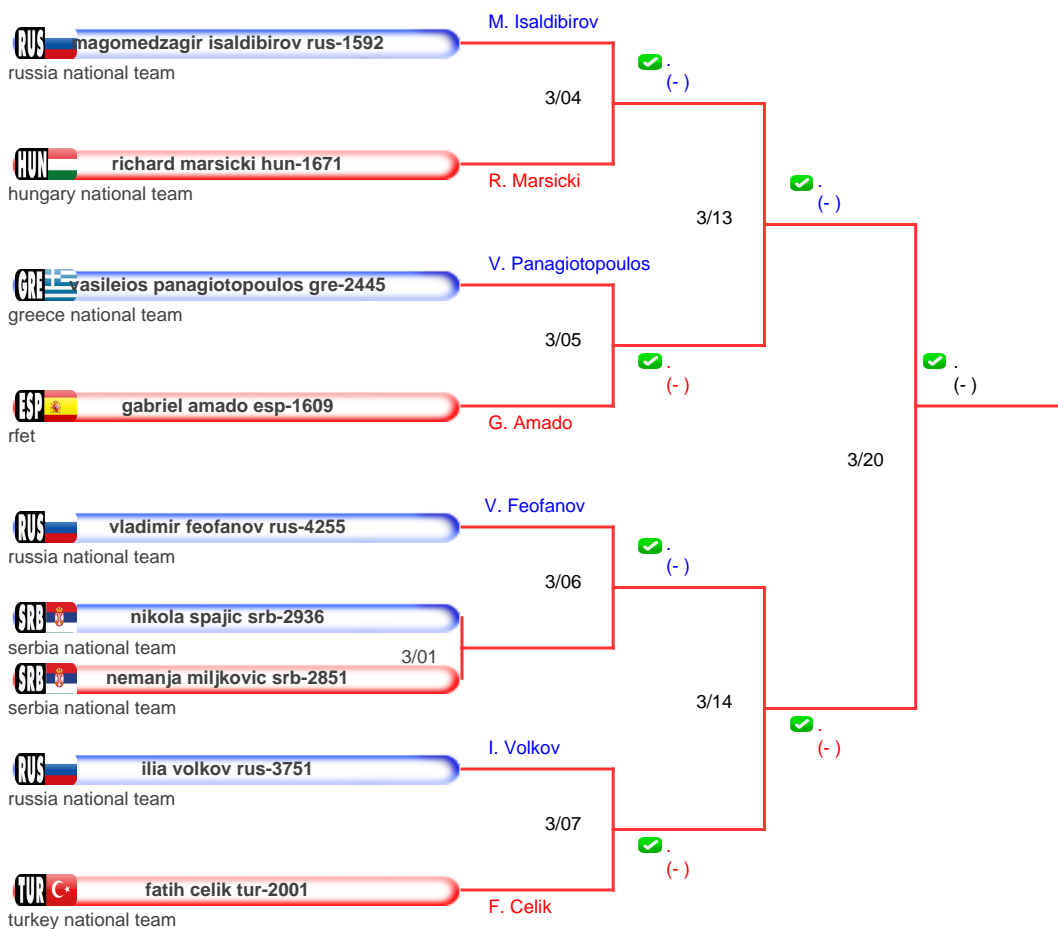 M. Isaldibirov
RUS magomedzagir isaldibirov rus-1592
russia national team
.
(- )
3/04
HUN richard marsicki hun-1671
hungary national team
R. Marsicki
.
(- )
3/13
V. Panagiotopoulos
GRE vasileios panagiotopoulos gre-2445
greece national team
3/05
.
(- )
.
(- )
ESP gabriel amado esp-1609
rfet
G. Amado
3/20
V. Feofanov
RUS vladimir feofanov rus-4255
russia national team
.
(- )
3/06
SRB nikola spajic srb-2936
serbia national team
3/01
SRB nemanja miljkovic srb-2851
serbia national team
3/14
.
(- )
I. Volkov
RUS ilia volkov rus-3751
russia national team
3/07
.
(- )
TUR fatih celik tur-2001
turkey national team
F. Celik